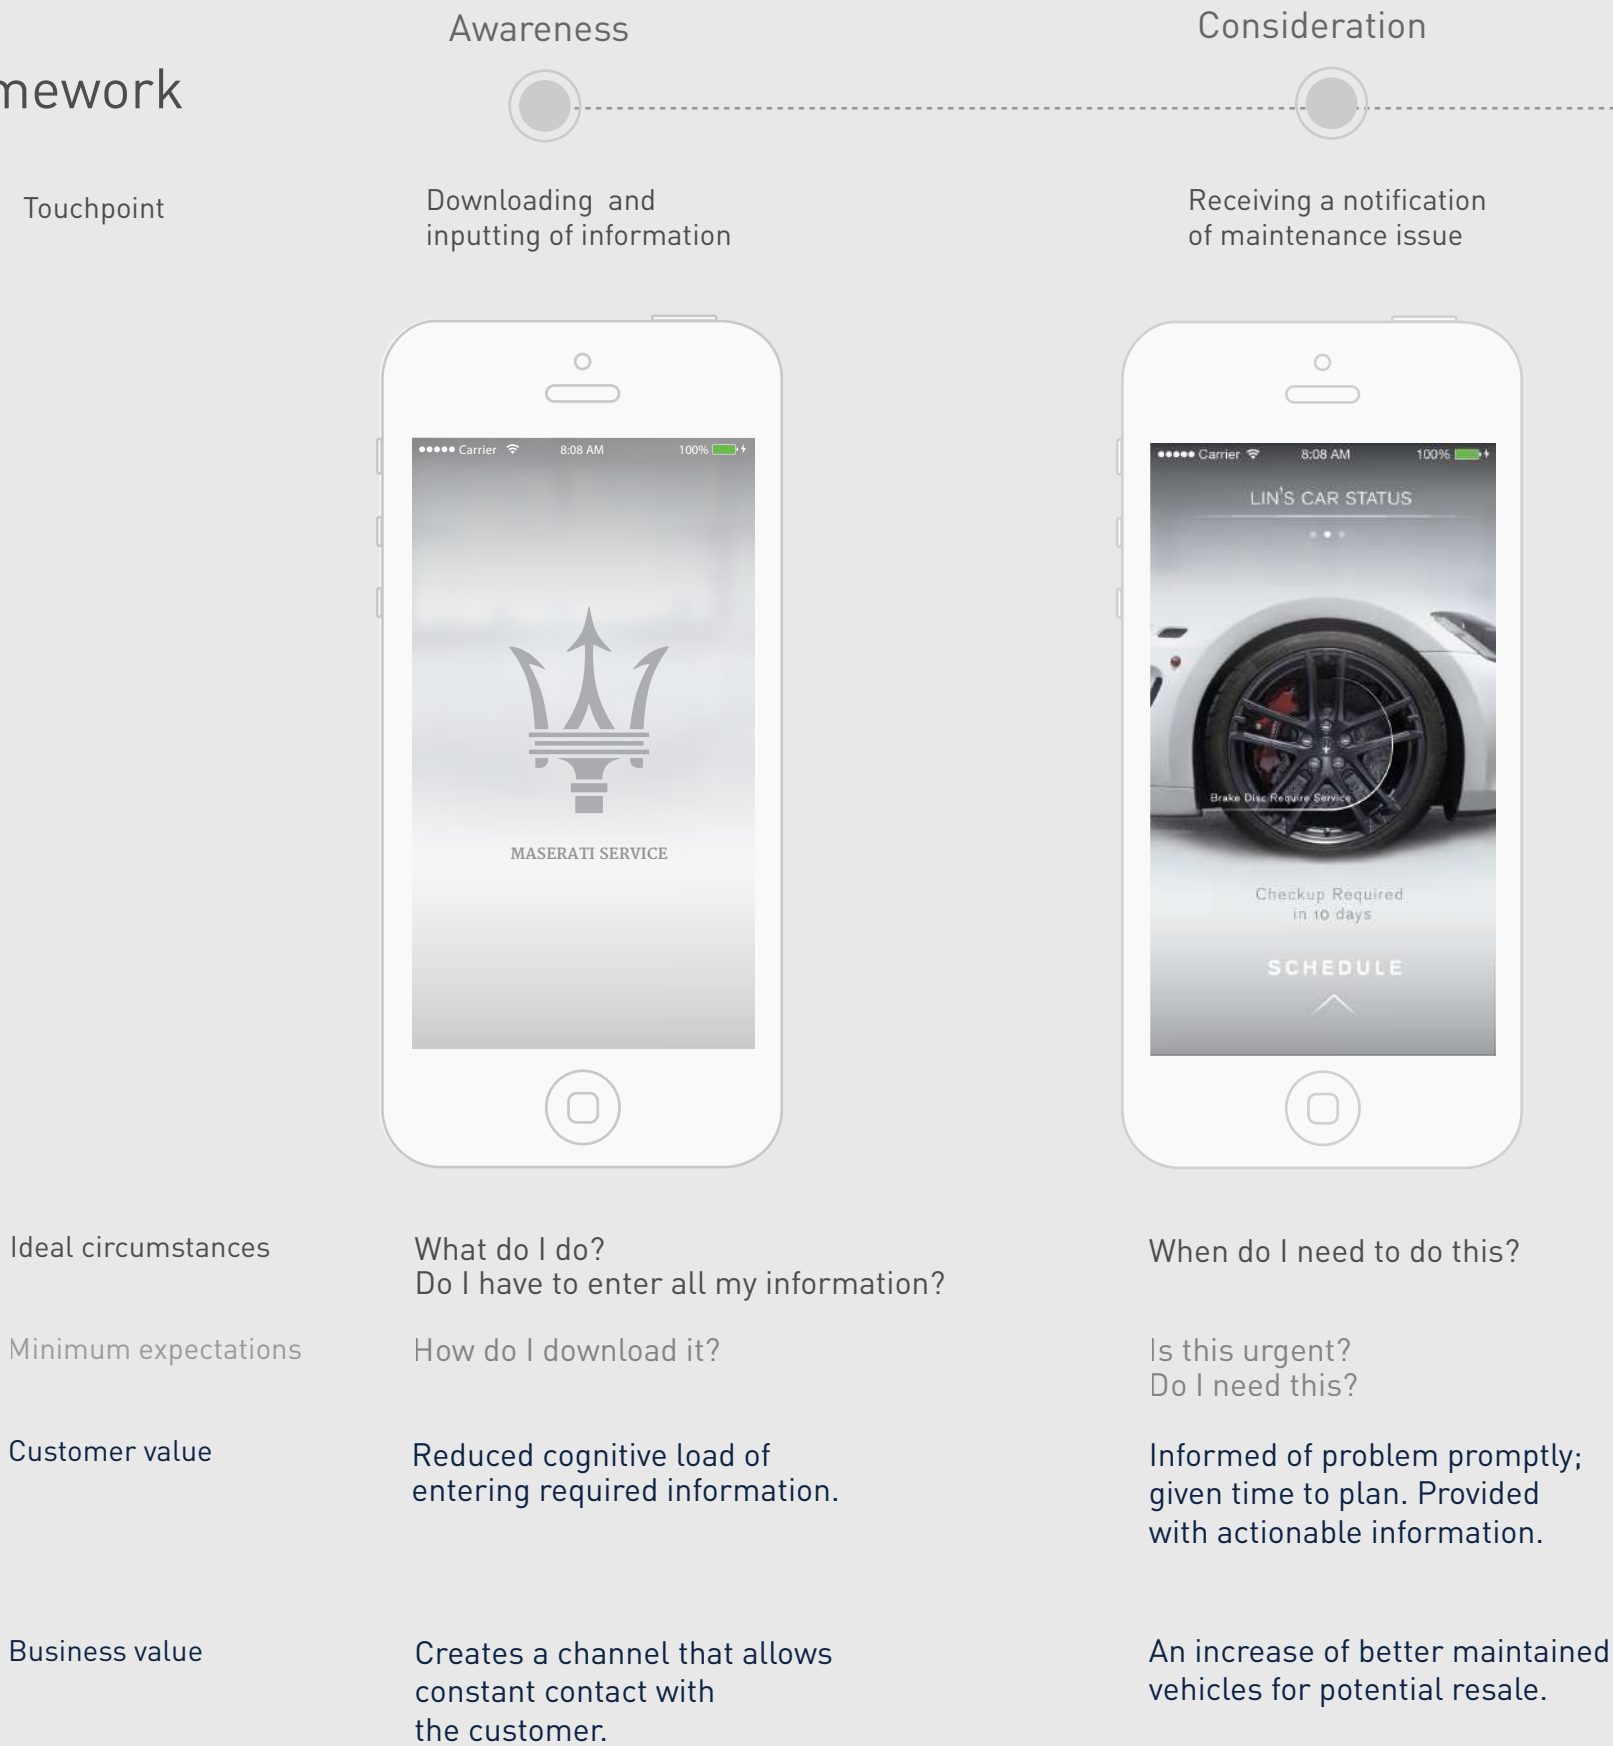 Awareness
Consideration
mework
Touchpoint
Downloading and
inputting of information
Receiving a notification
of maintenance issue
Carrier
8:08 AM
100%
MASERATI SERVICE
Carrier
8:08 AM
100%
LIN'S CAR STATUS
Brake Disc Require Service
Checkup Required
in 10 days
SCHEDULE
Ideal circumstances
What do I do?
Do I have to enter all my information?
When do I need to do this?
Minimum expectations
How do I download it?
Is this urgent?
Do I need this?
Customer value
Reduced cognitive load of
entering required information.
Informed of problem promptly;
given time to plan. Provided
with actionable information.
Business value
Creates a channel that allows
constant contact with
the customer.
An increase of better maintained
vehicles for potential resale.